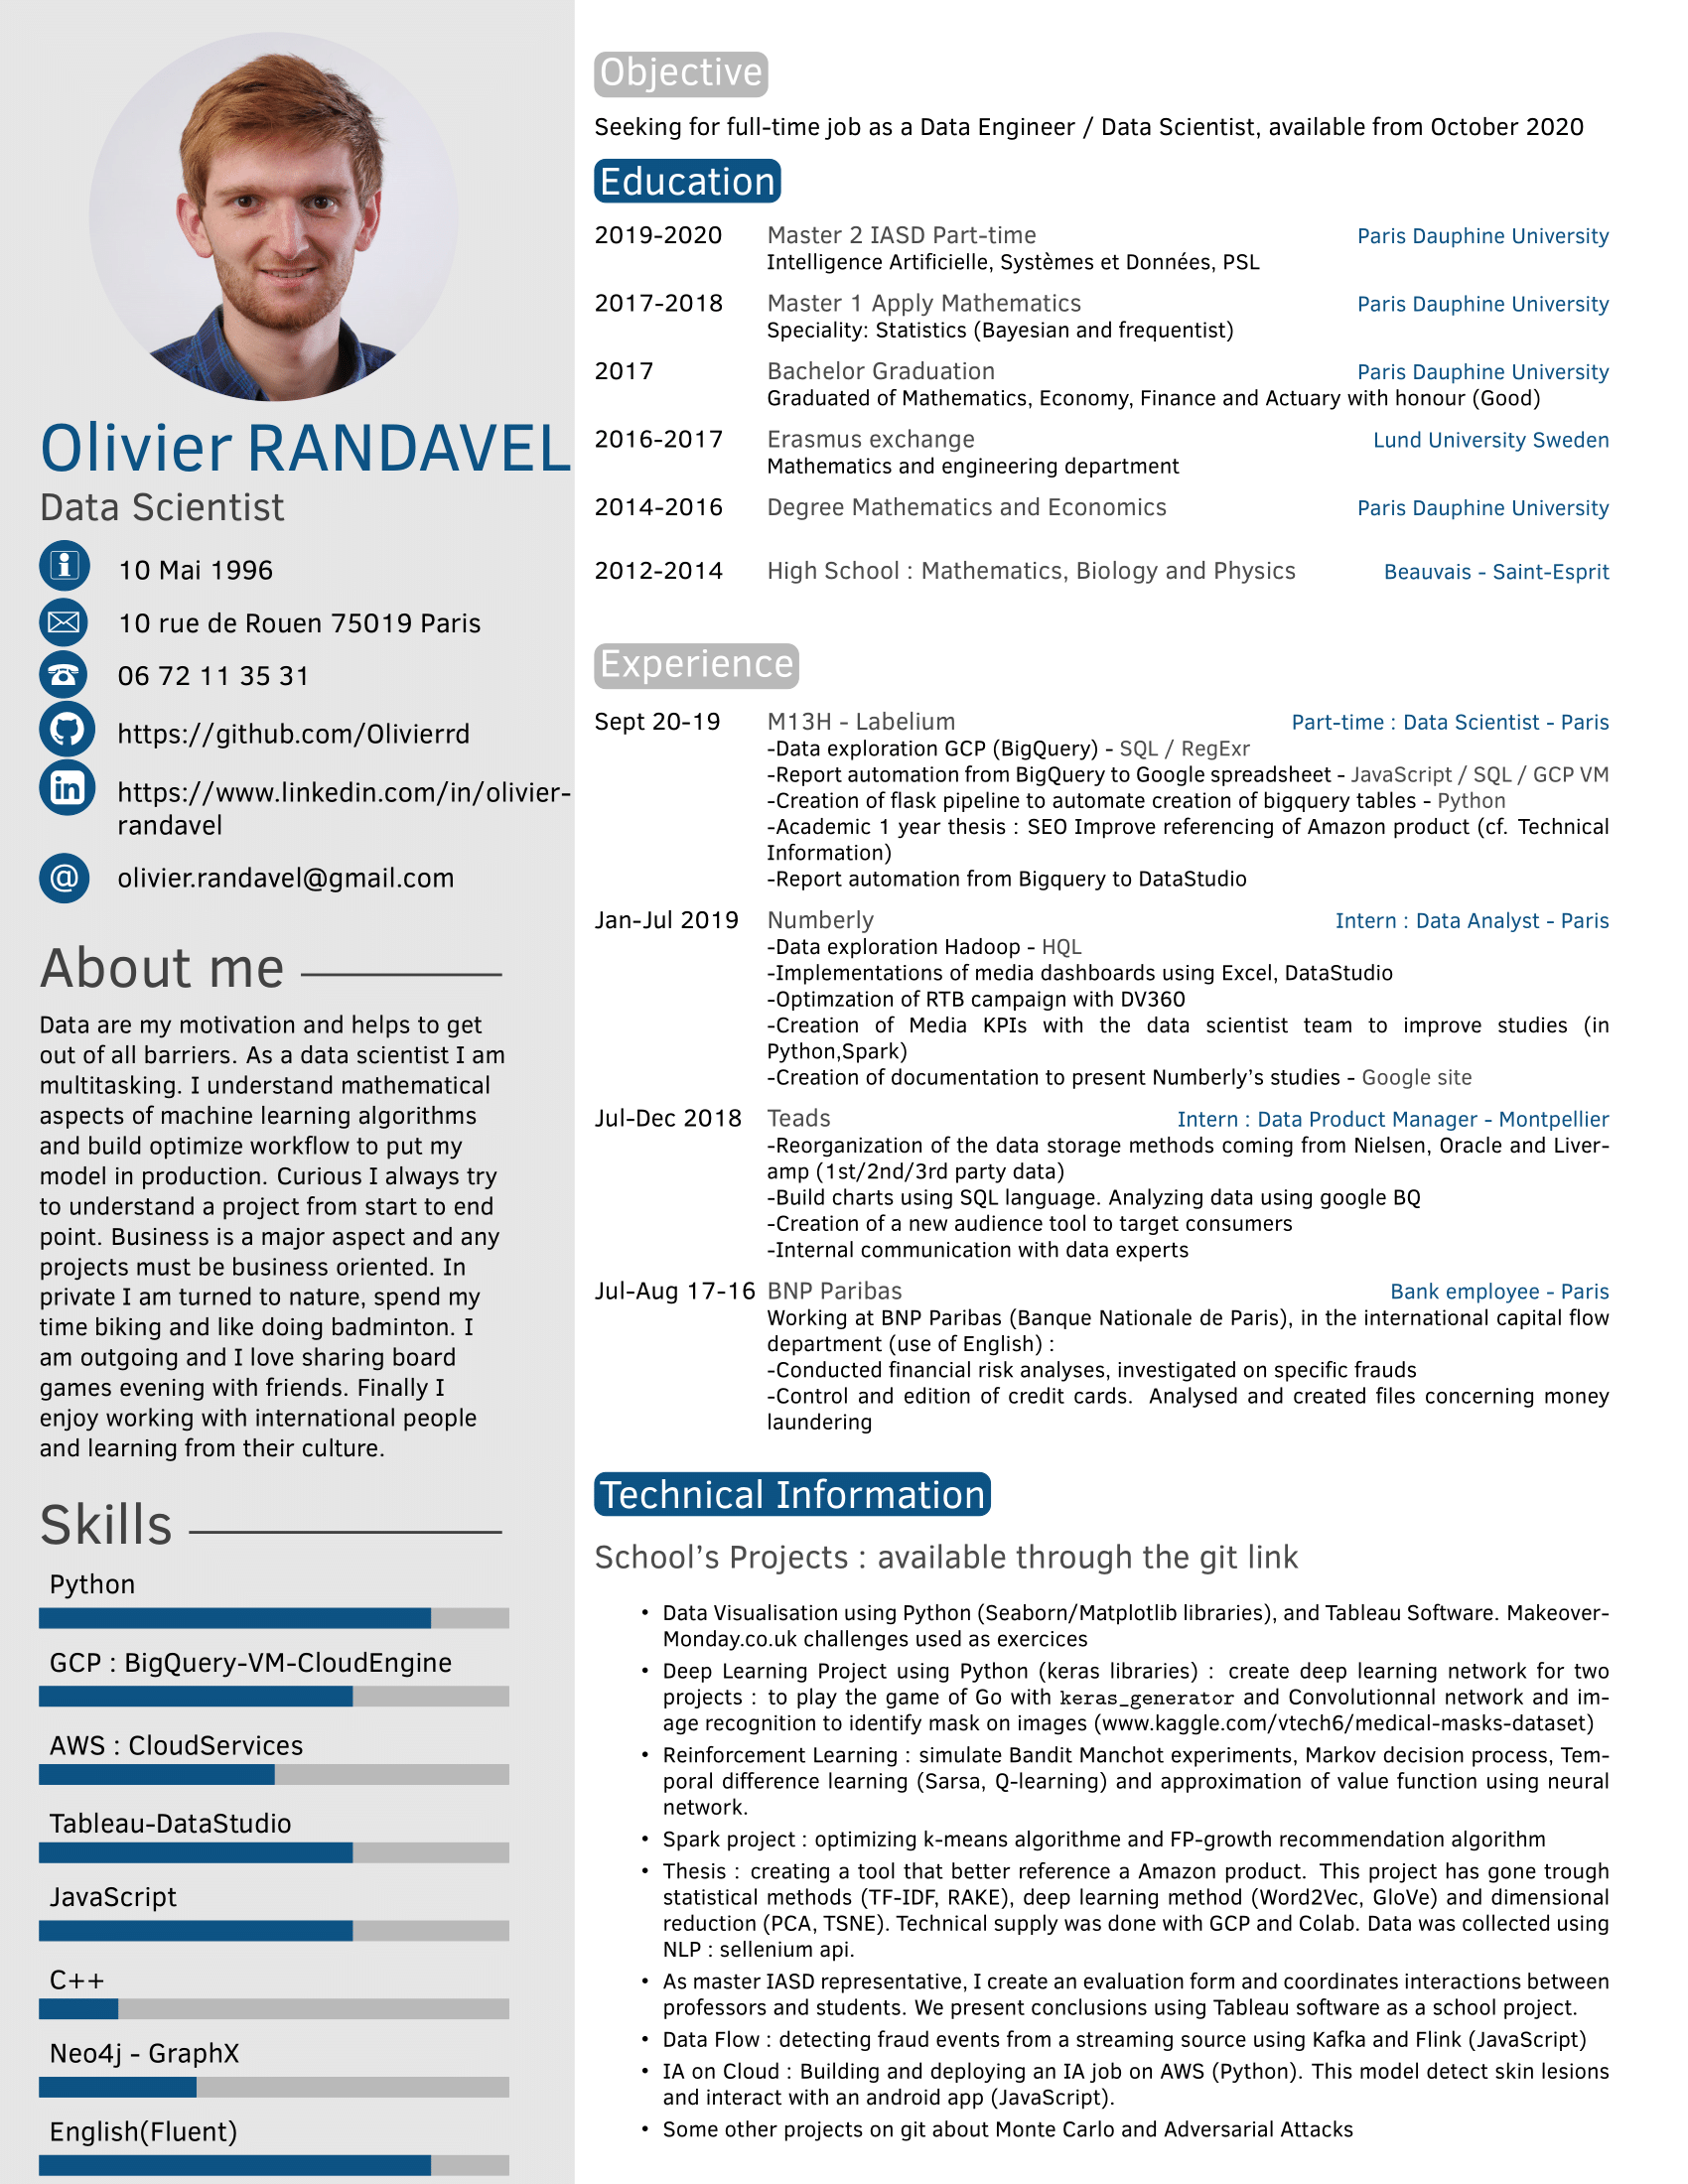 Olivier RANDAVEL
Data Scientist
10 Mai 1996
10 rue de Rouen 75019 Paris
06 72 11 35 31
https://github.com/Olivierrd
https://www.linkedin.com/in/olivier-
randavel
olivier.randavel@gmail.com
About me
Data are my motivation and helps to get
out of all barriers. As a data scientist I am
multitasking. I understand mathematical
aspects of machine learning algorithms
and build optimize workflow to put my
model in production. Curious I always try
to understand a project from start to end
point. Business is a major aspect and any
projects must be business oriented. In
private I am turned to nature, spend my
time biking and like doing badminton. I
am outgoing and I love sharing board
games evening with friends. Finally I
enjoy working with international people
and learning from their culture.
Skills
Python
GCP : BigQuery-VM-CloudEngine
AWS : CloudServices
Tableau-DataStudio
JavaScript
C++
Neo4j - GraphX
English(Fluent)
Objective
Seeking for full-time job as a Data Engineer / Data Scientist, available from October 2020
Education
2019-2020 Master 2 IASD Part-time Paris Dauphine University
Intelligence Artificielle, Systèmes et Données, PSL
2017-2018 Master 1 Apply Mathematics Paris Dauphine University
Speciality: Statistics (Bayesian and frequentist)
2017 Bachelor Graduation Paris Dauphine University
Graduated of Mathematics, Economy, Finance and Actuary with honour (Good)
2016-2017 Erasmus exchange Lund University Sweden
Mathematics and engineering department
2014-2016 Degree Mathematics and Economics Paris Dauphine University
2012-2014 High School : Mathematics, Biology and Physics Beauvais - Saint-Esprit
Experience
Sept 20-19 M13H - Labelium Part-time : Data Scientist - Paris
-Data exploration GCP (BigQuery) - SQL / RegExr
-Report automation from BigQuery to Google spreadsheet - JavaScript / SQL / GCP VM
-Creation of flask pipeline to automate creation of bigquery tables - Python
-Academic 1 year thesis : SEO Improve referencing of Amazon product (cf. Technical
Information)
-Report automation from Bigquery to DataStudio
Jan-Jul 2019 Numberly Intern : Data Analyst - Paris
-Data exploration Hadoop - HQL
-Implementations of media dashboards using Excel, DataStudio
-Optimzation of RTB campaign with DV360
-Creation of Media KPIs with the data scientist team to improve studies (in
Python,Spark)
-Creation of documentation to present Numberly's studies - Google site
Jul-Dec 2018 Teads Intern : Data Product Manager - Montpellier
-Reorganization of the data storage methods coming from Nielsen, Oracle and Liver-
amp (1st/2nd/3rd party data)
-Build charts using SQL language. Analyzing data using google BQ
-Creation of a new audience tool to target consumers
-Internal communication with data experts
Jul-Aug 17-16 BNP Paribas Bank employee - Paris
Working at BNP Paribas (Banque Nationale de Paris), in the international capital flow
department (use of English) :
-Conducted financial risk analyses, investigated on specific frauds
-Control and edition of credit cards. Analysed and created files concerning money
laundering
Technical Information
School's Projects : available through the git link
• Data Visualisation using Python (Seaborn/Matplotlib libraries), and Tableau Software. Makeover-
Monday.co.uk challenges used as exercices
• Deep Learning Project using Python (keras libraries) : create deep learning network for two
projects : to play the game of Go with keras_generator and Convolutionnal network and im-
age recognition to identify mask on images (www.kaggle.com/vtech6/medical-masks-dataset)
• Reinforcement Learning : simulate Bandit Manchot experiments, Markov decision process, Tem-
poral difference learning (Sarsa, Q-learning) and approximation of value function using neural
network.
• Spark project : optimizing k-means algorithme and FP-growth recommendation algorithm
• Thesis : creating a tool that better reference a Amazon product. This project has gone trough
statistical methods (TF-IDF, RAKE), deep learning method (Word2Vec, GloVe) and dimensional
reduction (PCA, TSNE). Technical supply was done with GCP and Colab. Data was collected using
NLP : sellenium api.
• As master IASD representative, I create an evaluation form and coordinates interactions between
professors and students. We present conclusions using Tableau software as a school project.
• Data Flow : detecting fraud events from a streaming source using Kafka and Flink (JavaScript)
• IA on Cloud : Building and deploying an IA job on AWS (Python). This model detect skin lesions
and interact with an android app (JavaScript).
• Some other projects on git about Monte Carlo and Adversarial Attacks